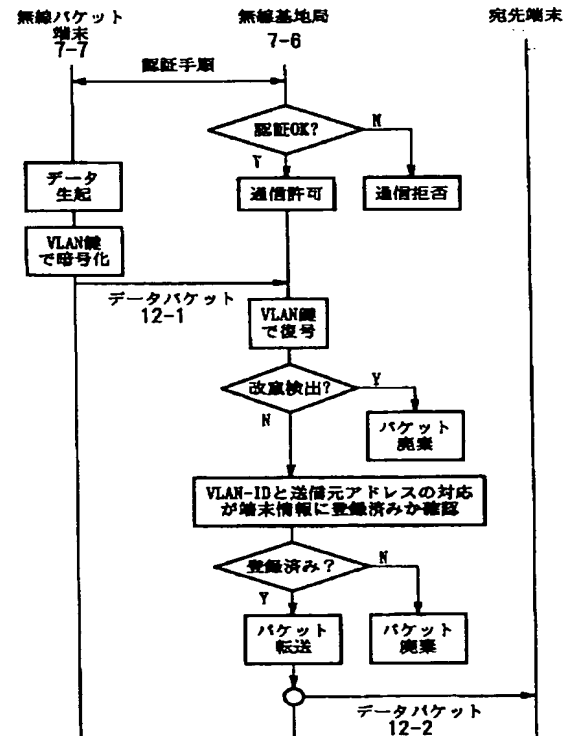 無線パケット
端末
7-7
無線基地局
7-6
宛先端末
認証手順
認証OK?
N
Y
データ
生起
通信許可
通信拒否
VLAN鍵
で暗号化
データパケット
12-1
VLAN鍵
で復号
改竄検出?
Y
N
パケット
廃棄
VLAN-IDと送信元アドレスの対応
が端末情報に登録済みか確認
登録済み?
N
Y
パケット
転送
パケット
廃棄
データパケット
12-2